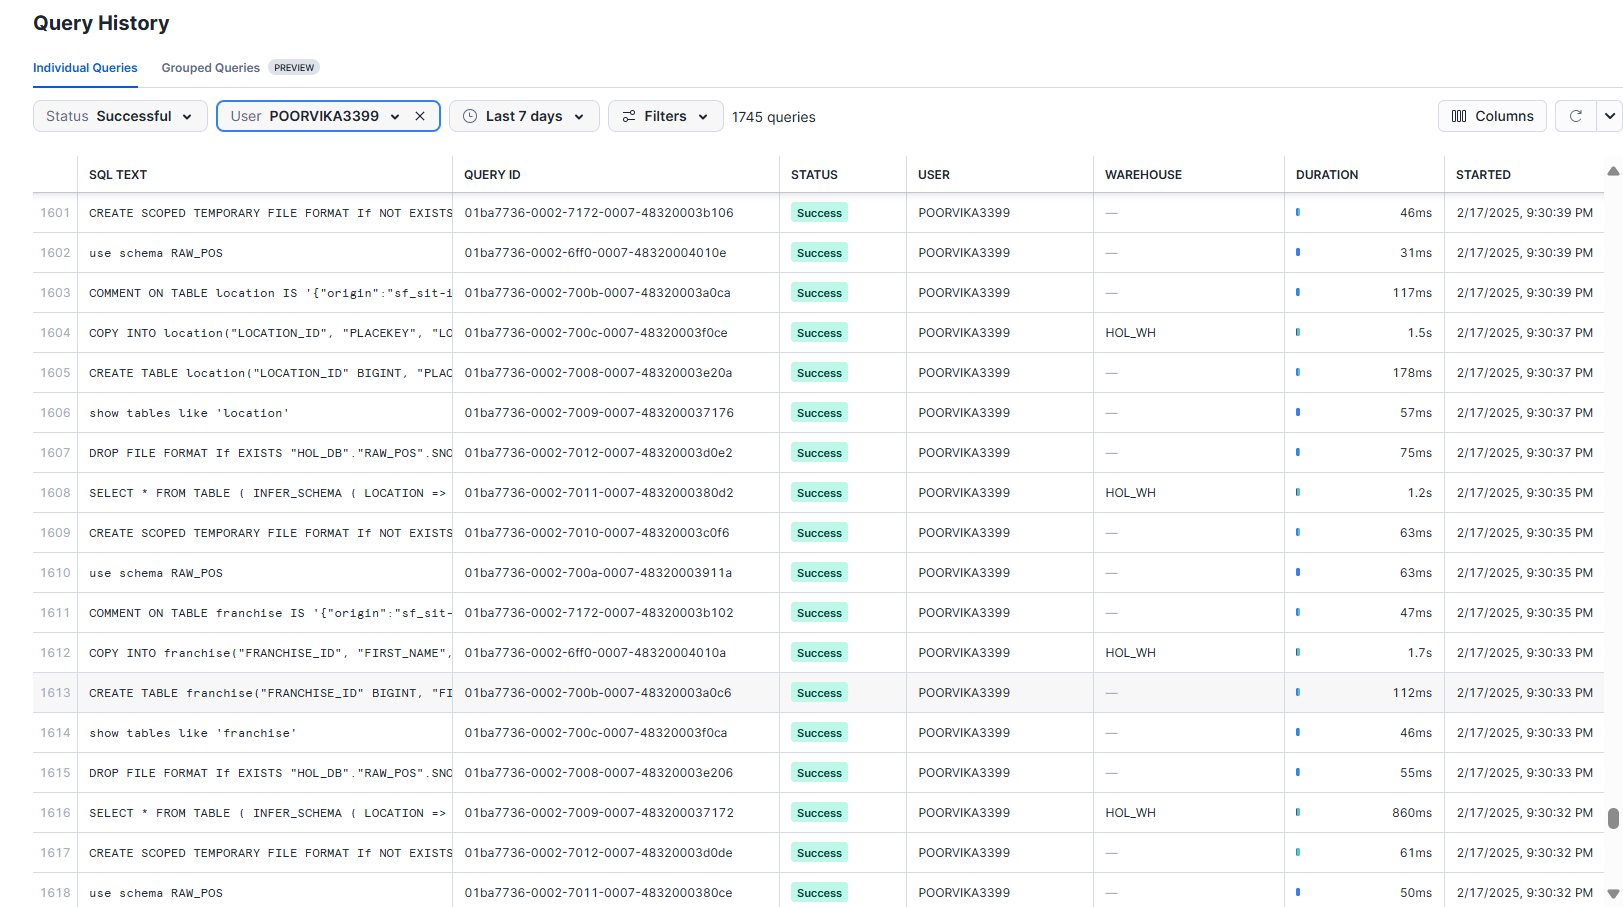 Query History
Individual Queries Grouped Queries PREVIEW
Status Successful User POORVIKA3399 Last 7 days Filters 1745 queries Columns
SQL TEXT QUERY ID STATUS USER WAREHOUSE DURATION STARTED
1601 CREATE SCOPED TEMPORARY FILE FORMAT If NOT EXISTS 01ba7736-0002-7172-0007-48320003b106 Success POORVIKA3399 — 46ms 2/17/2025, 9:30:39 PM
1602 use schema RAW_POS 01ba7736-0002-6ff0-0007-48320004010e Success POORVIKA3399 — 31ms 2/17/2025, 9:30:39 PM
1603 COMMENT ON TABLE location IS '{"origin":"sf_sit-i 01ba7736-0002-700b-0007-48320003a0ca Success POORVIKA3399 — 117ms 2/17/2025, 9:30:39 PM
1604 COPY INTO location("LOCATION_ID", "PLACEKEY", "LO 01ba7736-0002-700c-0007-48320003f0ce Success POORVIKA3399 HOL_WH 1.5s 2/17/2025, 9:30:37 PM
1605 CREATE TABLE location("LOCATION_ID" BIGINT, "PLAC 01ba7736-0002-7008-0007-48320003e20a Success POORVIKA3399 — 178ms 2/17/2025, 9:30:37 PM
1606 show tables like 'location' 01ba7736-0002-7009-0007-483200037176 Success POORVIKA3399 — 57ms 2/17/2025, 9:30:37 PM
1607 DROP FILE FORMAT If EXISTS "HOL_DB"."RAW_POS".SNO 01ba7736-0002-7012-0007-48320003d0e2 Success POORVIKA3399 — 75ms 2/17/2025, 9:30:37 PM
1608 SELECT * FROM TABLE ( INFER_SCHEMA ( LOCATION => 01ba7736-0002-7011-0007-4832000380d2 Success POORVIKA3399 HOL_WH 1.2s 2/17/2025, 9:30:35 PM
1609 CREATE SCOPED TEMPORARY FILE FORMAT If NOT EXISTS 01ba7736-0002-7010-0007-48320003c0f6 Success POORVIKA3399 — 63ms 2/17/2025, 9:30:35 PM
1610 use schema RAW_POS 01ba7736-0002-700a-0007-48320003911a Success POORVIKA3399 — 63ms 2/17/2025, 9:30:35 PM
1611 COMMENT ON TABLE franchise IS '{"origin":"sf_sit- 01ba7736-0002-7172-0007-48320003b102 Success POORVIKA3399 — 47ms 2/17/2025, 9:30:35 PM
1612 COPY INTO franchise("FRANCHISE_ID", "FIRST_NAME", 01ba7736-0002-6ff0-0007-48320004010a Success POORVIKA3399 HOL_WH 1.7s 2/17/2025, 9:30:33 PM
1613 CREATE TABLE franchise("FRANCHISE_ID" BIGINT, "FI 01ba7736-0002-700b-0007-48320003a0c6 Success POORVIKA3399 — 112ms 2/17/2025, 9:30:33 PM
1614 show tables like 'franchise' 01ba7736-0002-700c-0007-48320003f0ca Success POORVIKA3399 — 46ms 2/17/2025, 9:30:33 PM
1615 DROP FILE FORMAT If EXISTS "HOL_DB"."RAW_POS".SNO 01ba7736-0002-7008-0007-48320003e206 Success POORVIKA3399 — 55ms 2/17/2025, 9:30:33 PM
1616 SELECT * FROM TABLE ( INFER_SCHEMA ( LOCATION => 01ba7736-0002-7009-0007-483200037172 Success POORVIKA3399 HOL_WH 860ms 2/17/2025, 9:30:32 PM
1617 CREATE SCOPED TEMPORARY FILE FORMAT If NOT EXISTS 01ba7736-0002-7012-0007-48320003d0de Success POORVIKA3399 — 61ms 2/17/2025, 9:30:32 PM
1618 use schema RAW_POS 01ba7736-0002-7011-0007-4832000380ce Success POORVIKA3399 — 50ms 2/17/2025, 9:30:32 PM